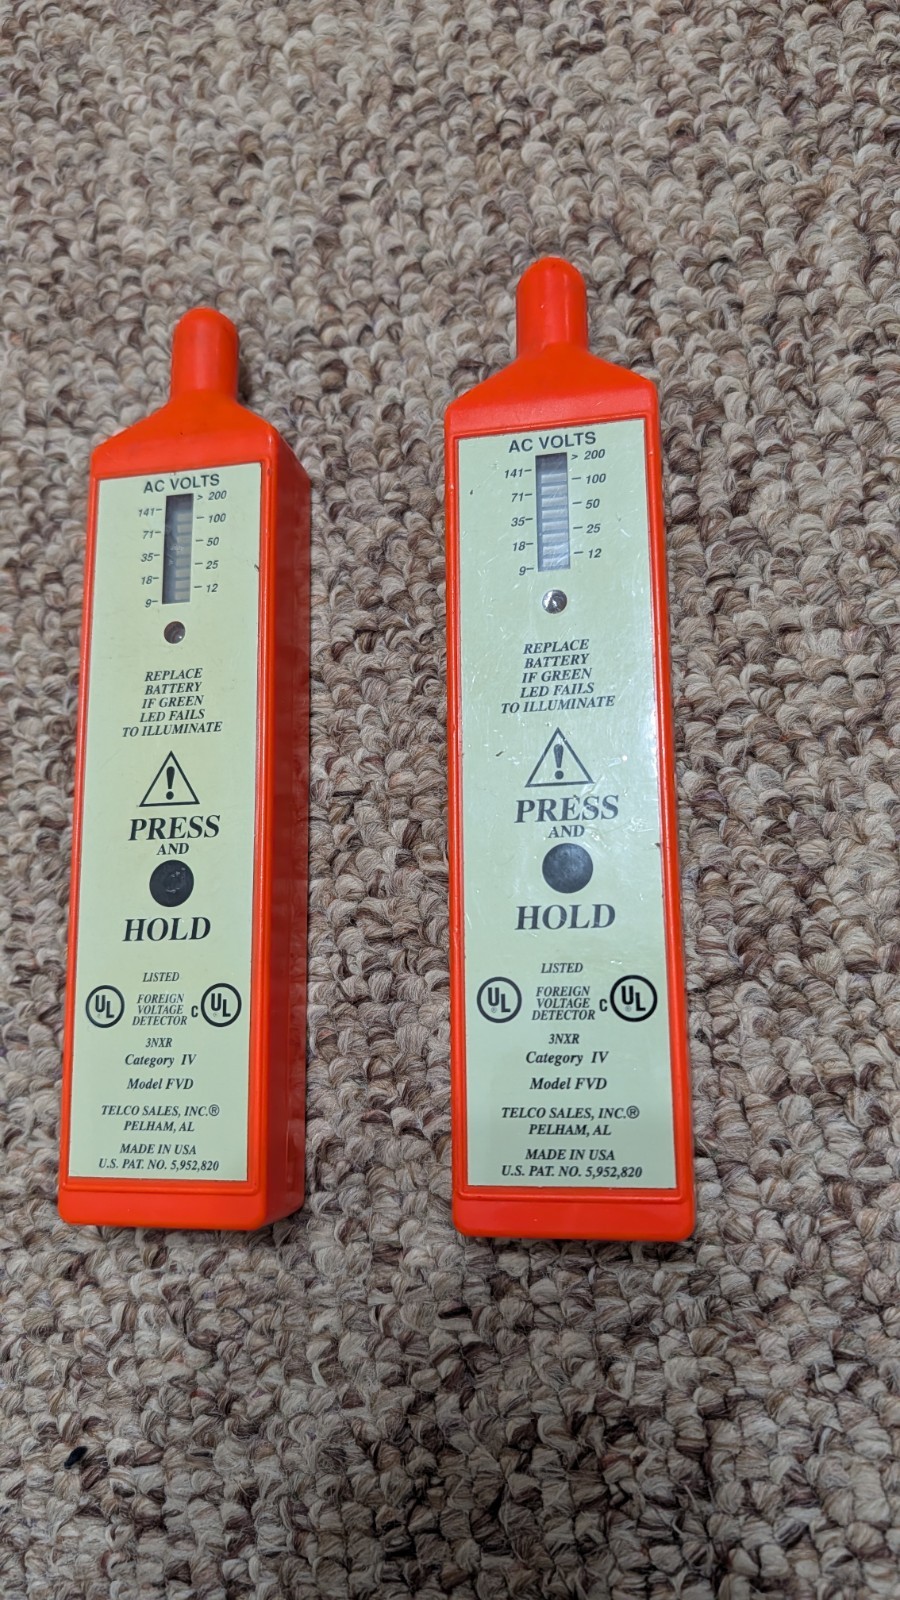 AC VOLTS
> 200
141
100
71
50
35
25
18
12
9
REPLACE
BATTERY
IF GREEN
LED FAILS
TO ILLUMINATE
!
PRESS
AND
HOLD
LISTED
UL
FOREIGN
VOLTAGE
DETECTOR
c UL
®
3NXR
Category IV
Model FVD
TELCO SALES, INC.®
PELHAM, AL
MADE IN USA
U.S. PAT. NO. 5,952,820
AC VOLTS
> 200
141
100
71
50
35
25
18
12
9
REPLACE
BATTERY
IF GREEN
LED FAILS
TO ILLUMINATE
!
PRESS
AND
HOLD
LISTED
UL
FOREIGN
VOLTAGE
DETECTOR
c UL
®
3NXR
Category IV
Model FVD
TELCO SALES, INC.®
PELHAM, AL
MADE IN USA
U.S. PAT. NO. 5,952,820